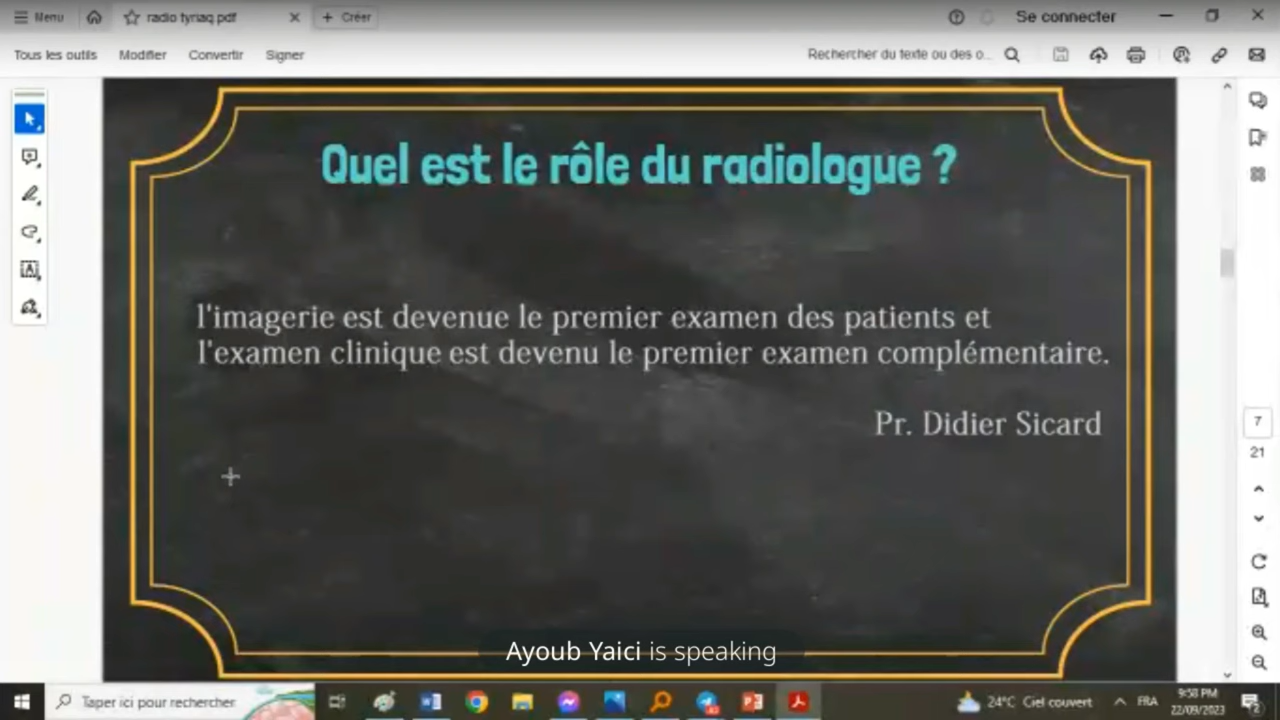 Menu
radio tyriaq.pdf
+ Créer
Se connecter
Tous les outils
Modifier
Convertir
Signer
Rechercher du texte ou des o...
Quel est le rôle du radiologue ?
l'imagerie est devenue le premier examen des patients et
l'examen clinique est devenu le premier examen complémentaire.
Pr. Didier Sicard
7
21
Ayoub Yaici is speaking
Taper ici pour rechercher
24°C Ciel couvert
FRA
9:58 PM
22/09/2023